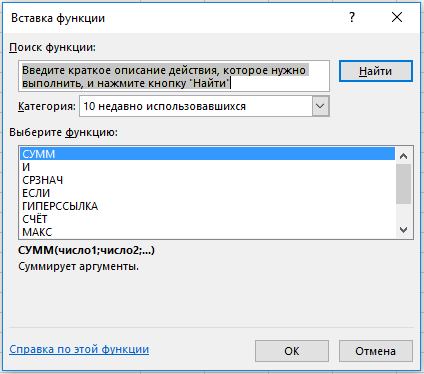 Вставка функции
?
Поиск функции:
Введите краткое описание действия, которое нужно
выполнить, и нажмите кнопку "Найти"
Найти
Категория: 10 недавно использовавшихся
Выберите функцию:
СУММ
И
СРЗНАЧ
ЕСЛИ
ГИПЕРССЫЛКА
СЧЁТ
МАКС
СУММ(число1;число2;...)
Суммирует аргументы.
Справка по этой функции
ОК
Отмена